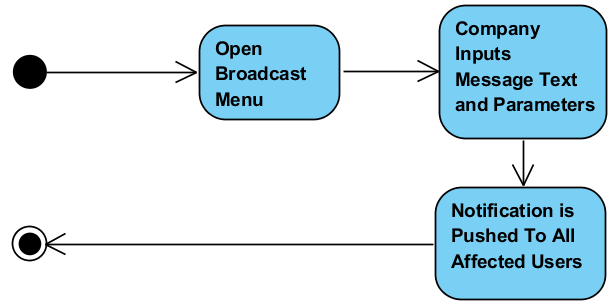 Open
Broadcast
Menu
Company
Inputs
Message Text
and Parameters
Notification is
Pushed To All
Affected Users